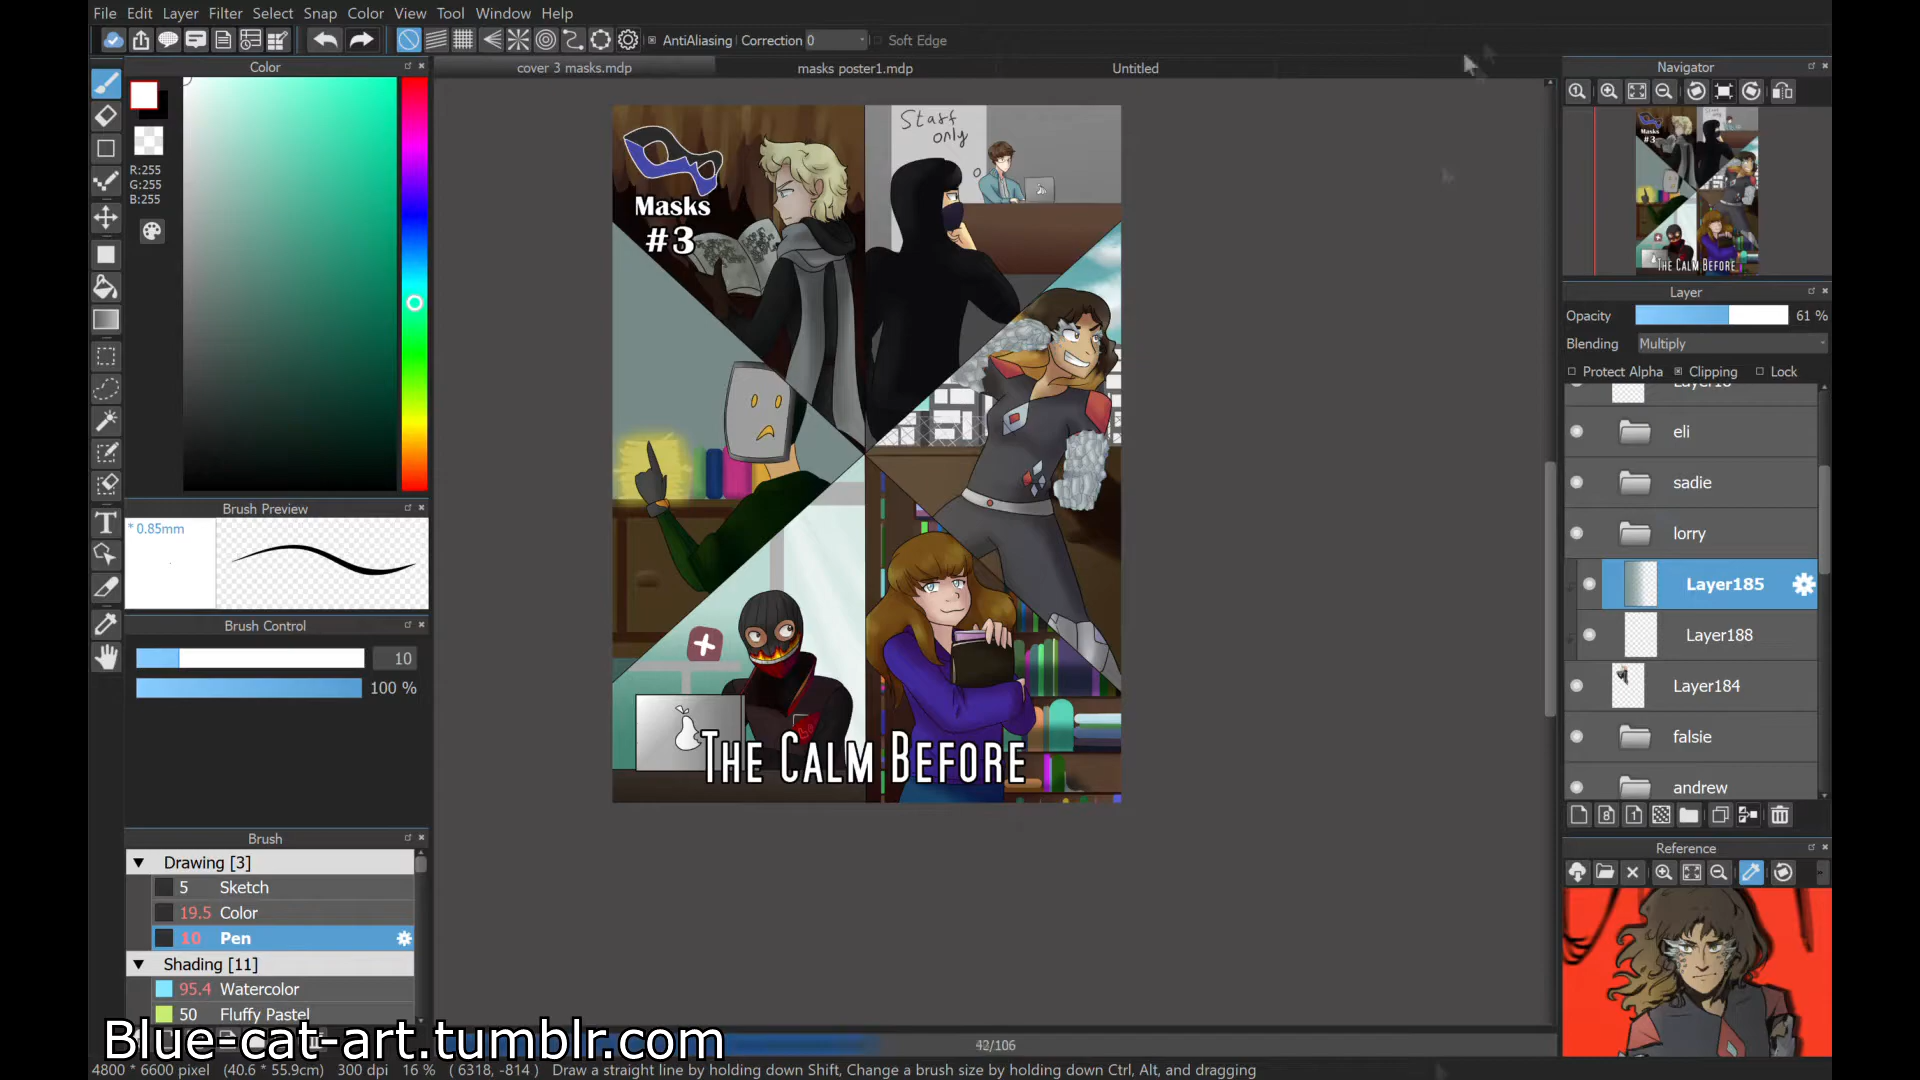 File Edit Layer Filter Select Snap Color View Tool Window Help
AntiAliasing Correction 0 Soft Edge
Color
cover 3 masks.mdp masks poster1.mdp Untitled
Navigator
R:255
G:255
B:255
Staff
only
Masks
#3
THE CALM BEFORE
Brush Preview
* 0.85mm
Brush Control
10
100 %
Brush
Drawing [3]
5 Sketch
19.5 Color
10 Pen
Shading [11]
95.4 Watercolor
50 Fluffy Pastel
Layer
Opacity 61 %
Blending Multiply
Protect Alpha Clipping Lock
eli
sadie
lorry
Layer185
Layer188
Layer184
falsie
andrew
Reference
Blue-cat-art.tumblr.com
4800 * 6600 pixel (40.6 * 55.9cm) 300 dpi 16 % ( 6318, -814 ) Draw a straight line by holding down Shift, Change a brush size by holding down Ctrl, Alt, and dragging